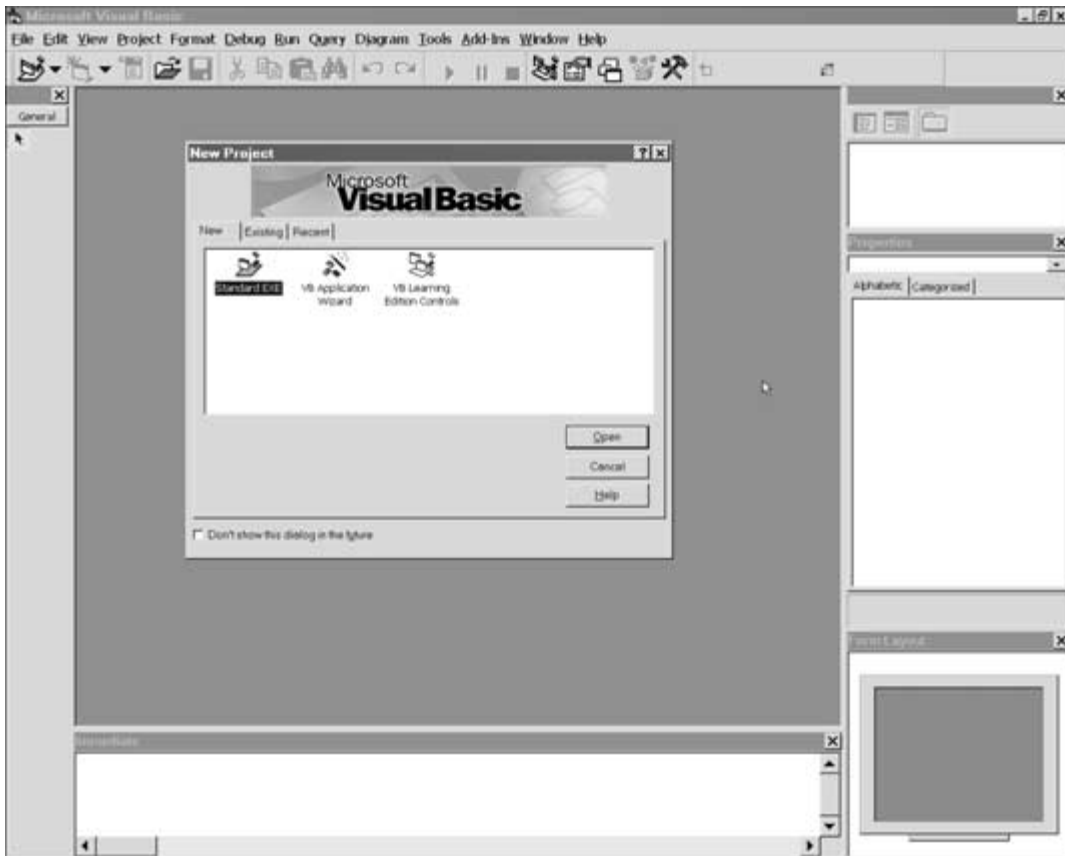 Microsoft Visual Basic
File Edit View Project Format Debug Run Query Diagram Tools Add-Ins Window Help
General
New Project
Microsoft
Visual Basic
New Existing Recent
Standard EXE
VB Application Wizard
VB Learning Edition Controls
Open
Cancel
Help
Don't show this dialog in the future
Properties
Alphabetic Categorized
Form Layout
Immediate